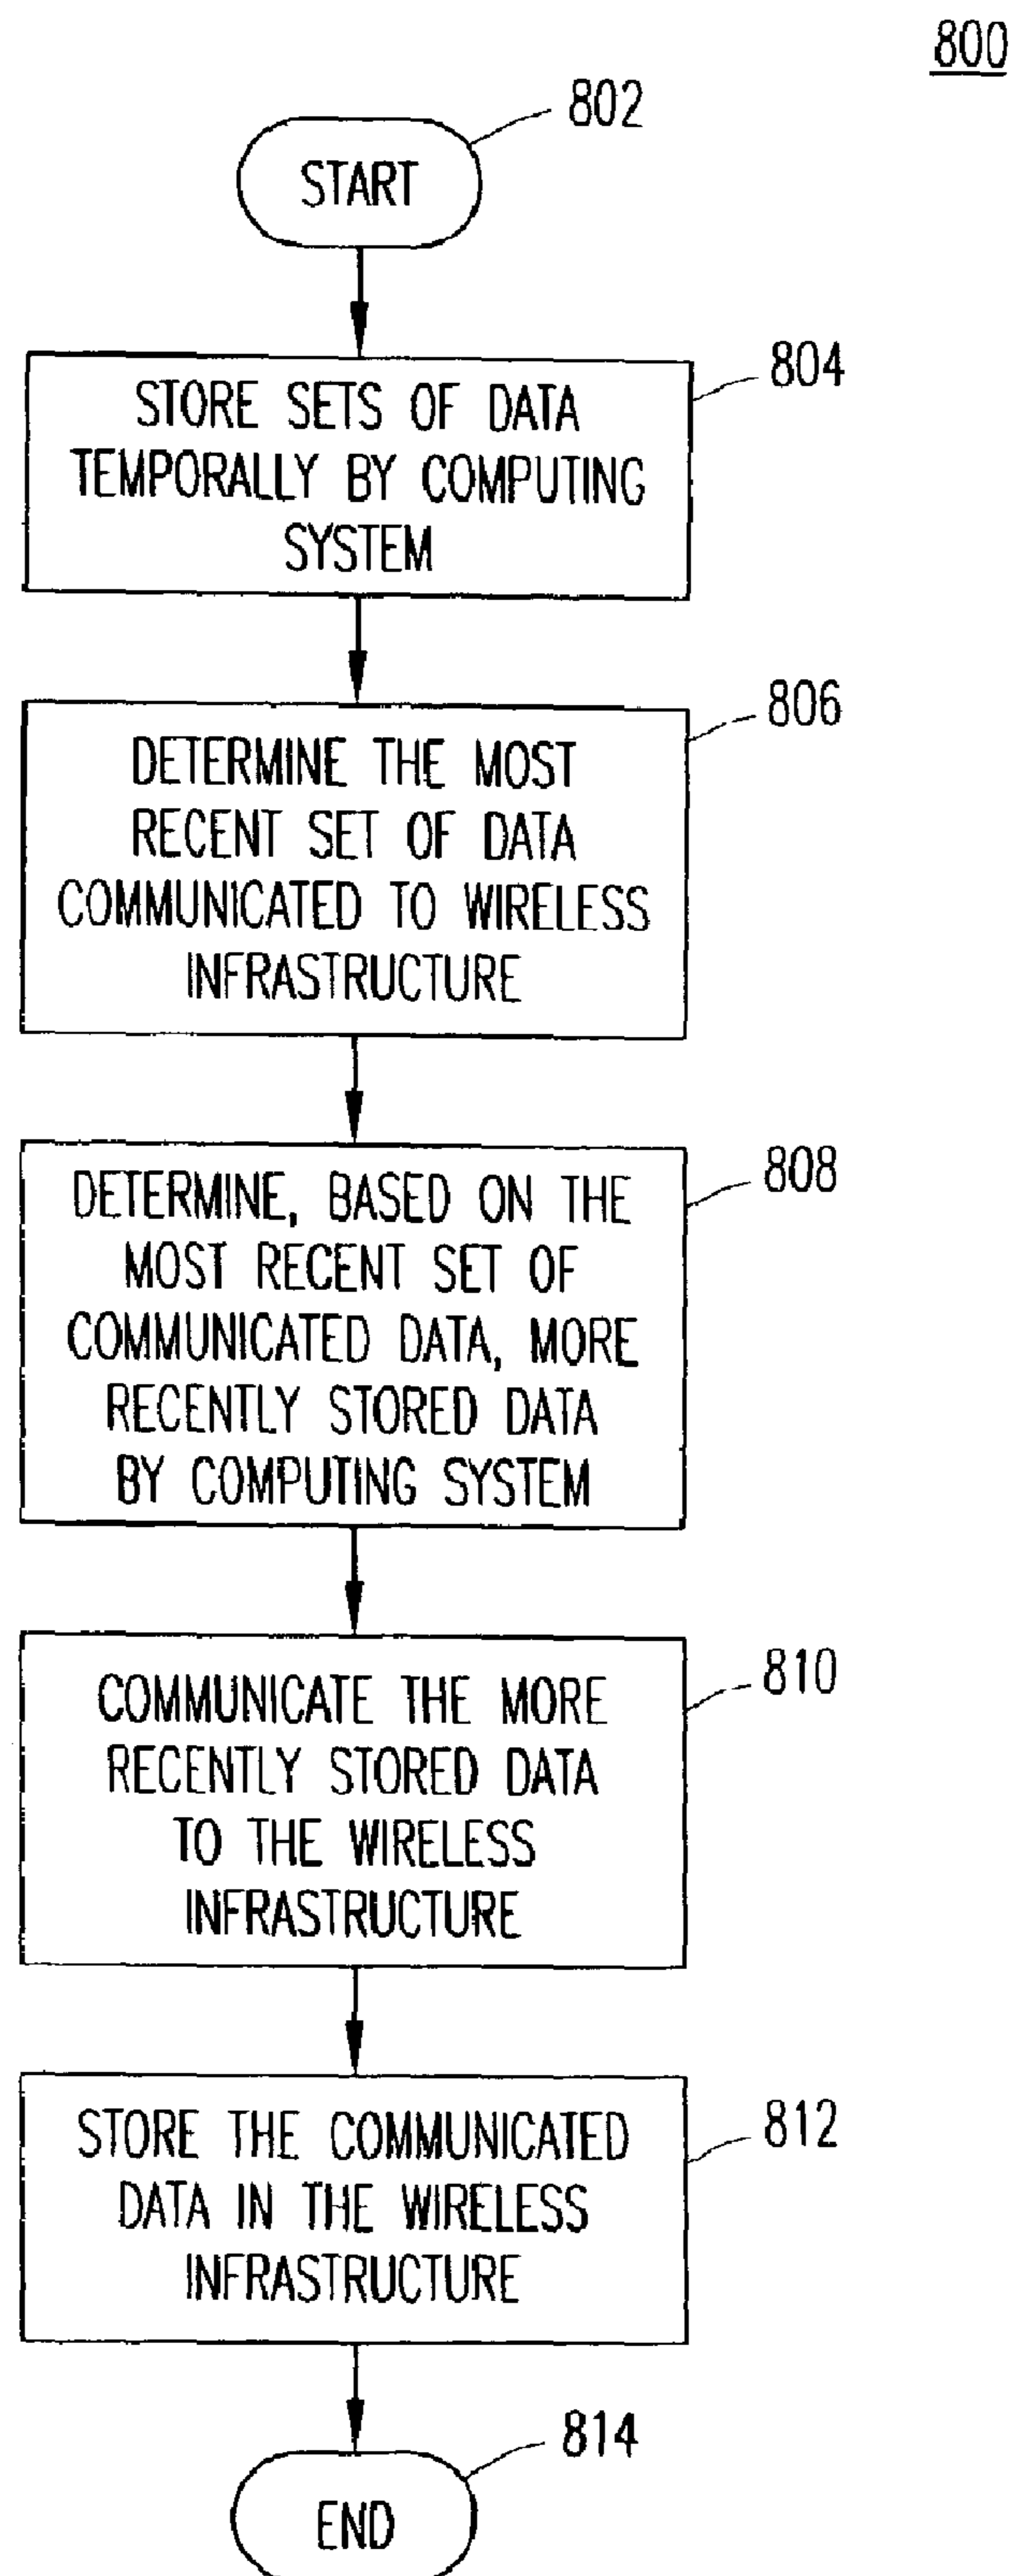 800
802
START
804
STORE SETS OF DATA
TEMPORALLY BY COMPUTING
SYSTEM
806
DETERMINE THE MOST
RECENT SET OF DATA
COMMUNICATED TO WIRELESS
INFRASTRUCTURE
808
DETERMINE, BASED ON THE
MOST RECENT SET OF
COMMUNICATED DATA, MORE
RECENTLY STORED DATA
BY COMPUTING SYSTEM
810
COMMUNICATE THE MORE
RECENTLY STORED DATA
TO THE WIRELESS
INFRASTRUCTURE
812
STORE THE COMMUNICATED
DATA IN THE WIRELESS
INFRASTRUCTURE
814
END